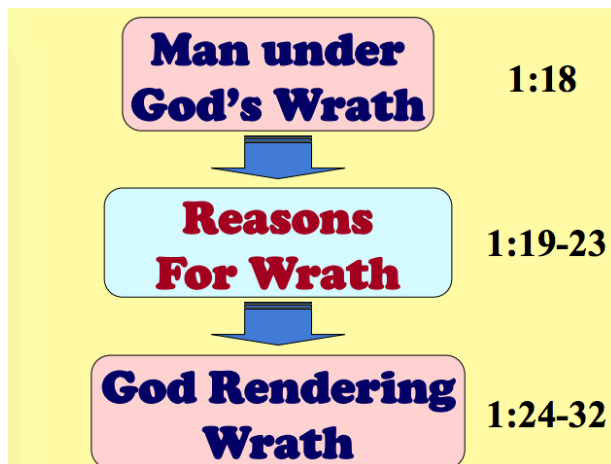 Man under
God's Wrath
1:18
Reasons
For Wrath
1:19-23
God Rendering
Wrath
1:24-32